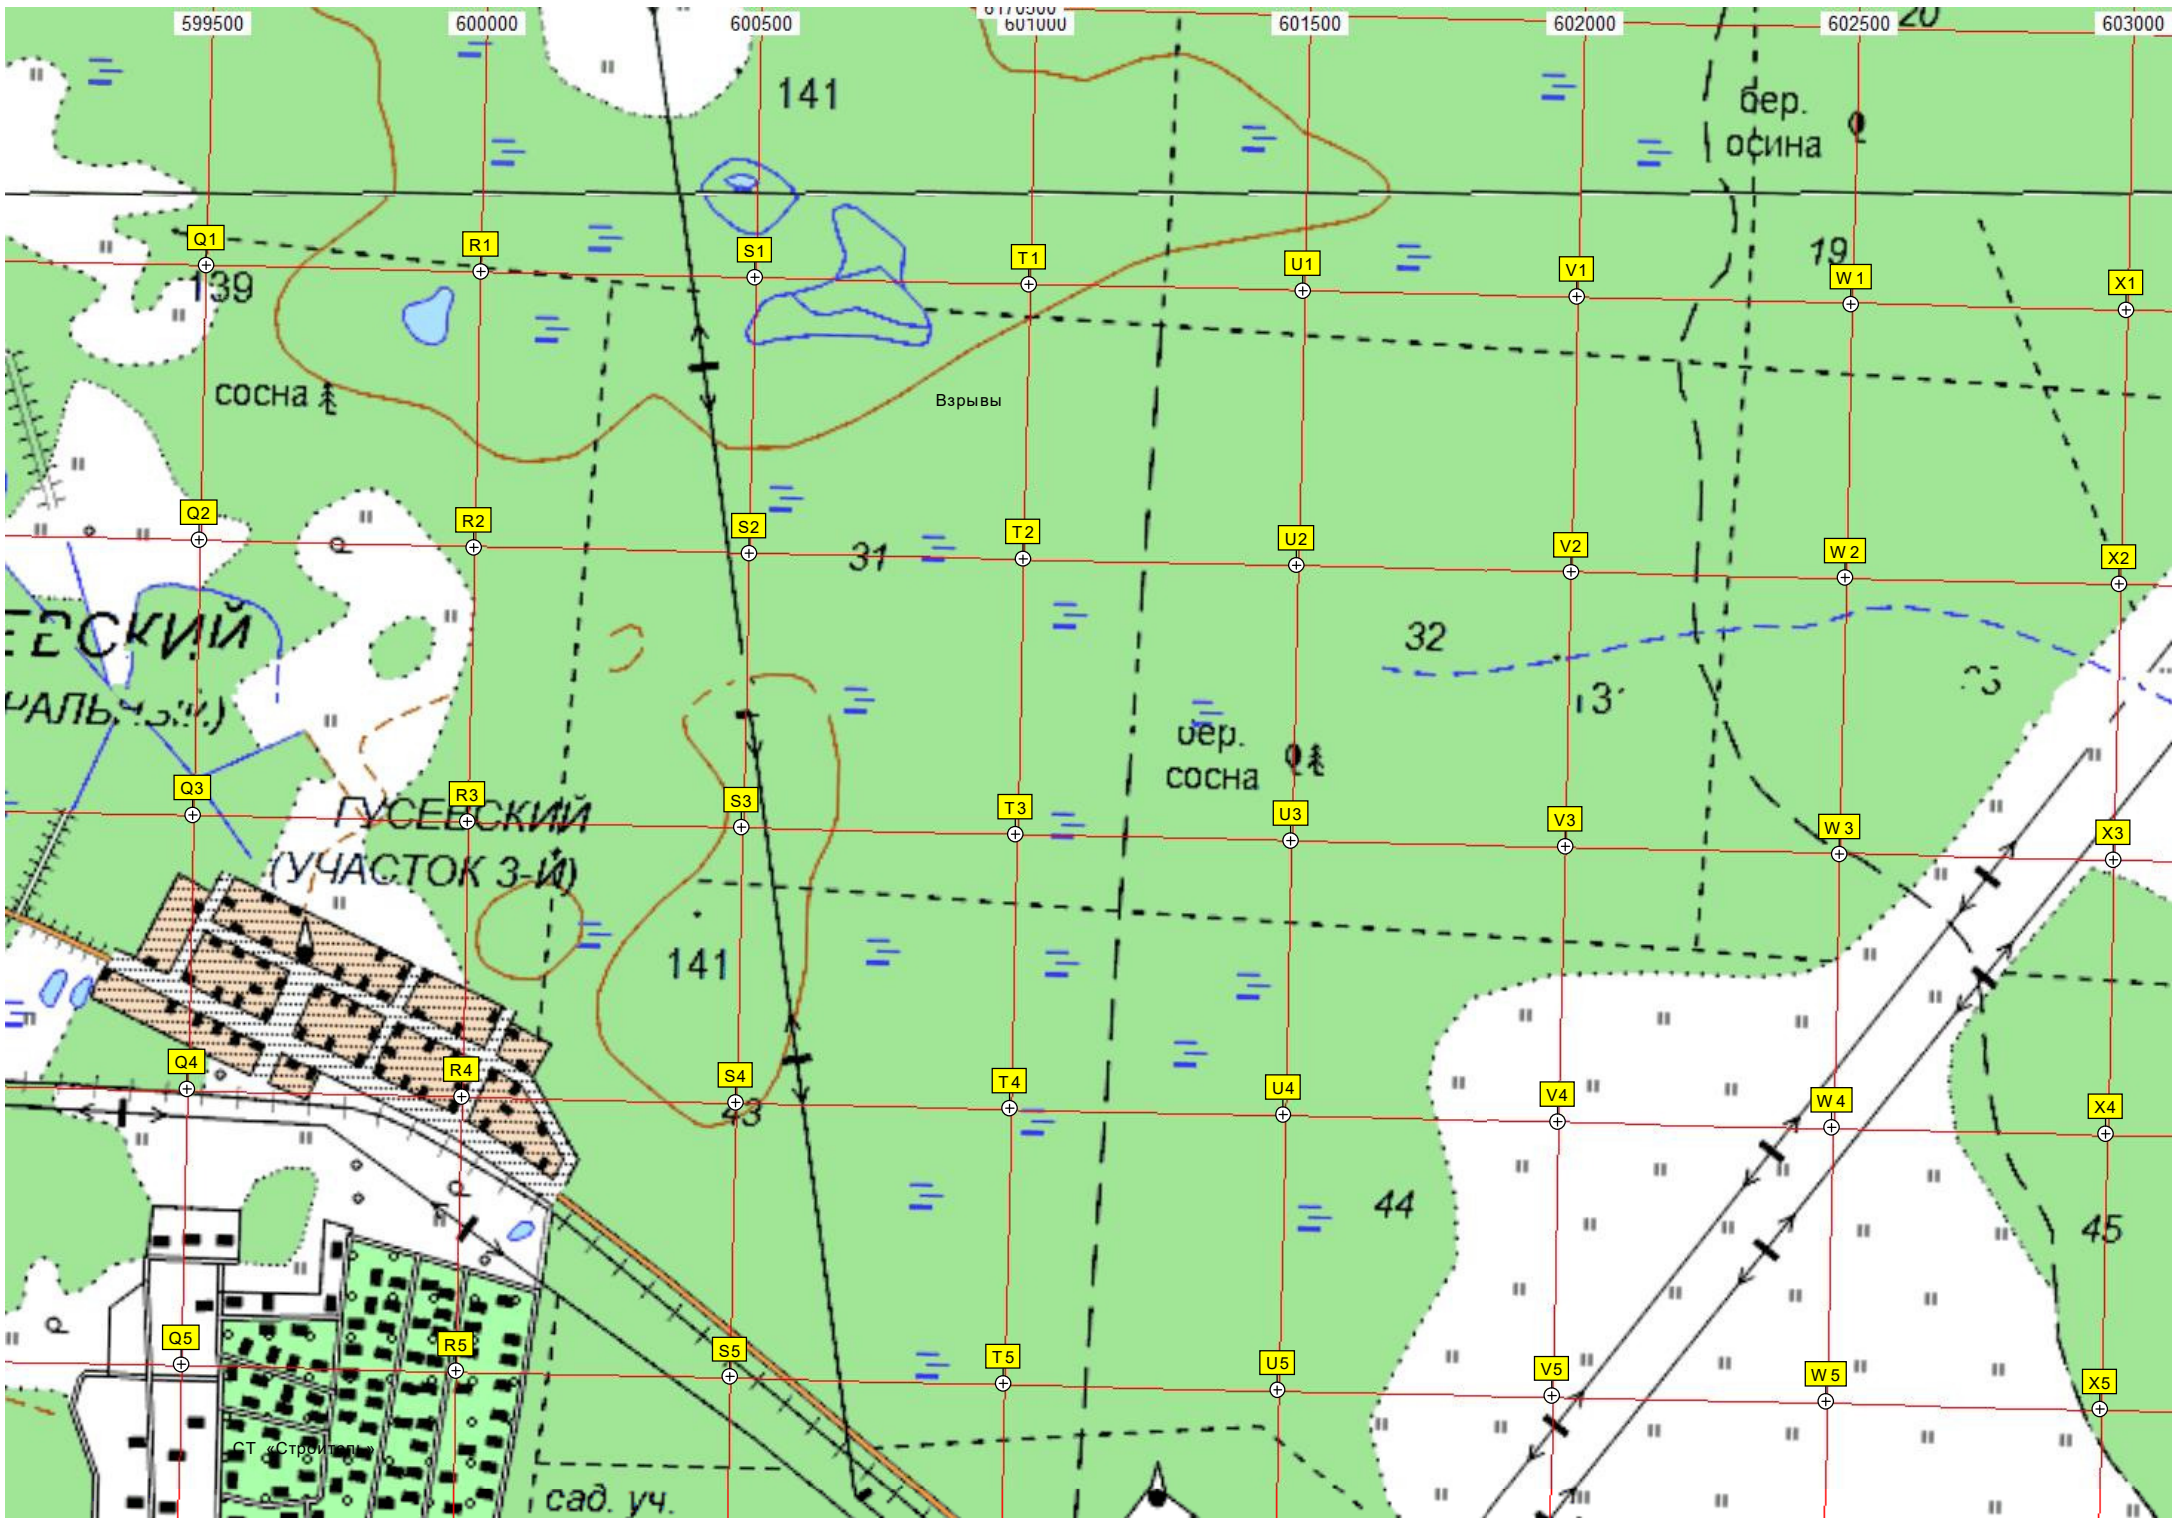 599500 600000 600500 601000 601500 602000 602500 603000
6170500
20
141
бер.
осина
19
Q1 R1 S1 T1 U1 V1 W1 X1
139
сосна
Взрывы
Q2 R2 S2 T2 U2 V2 W2 X2
31
32
бер.
сосна
Q3 R3 S3 T3 U3 V3 W3 X3
ГУСЕВСКИЙ
(УЧАСТОК 3-Й)
141
Q4 R4 S4 T4 U4 V4 W4 X4
43
44
45
Q5 R5 S5 T5 U5 V5 W5 X5
СТ «Строитель»
сад. уч.